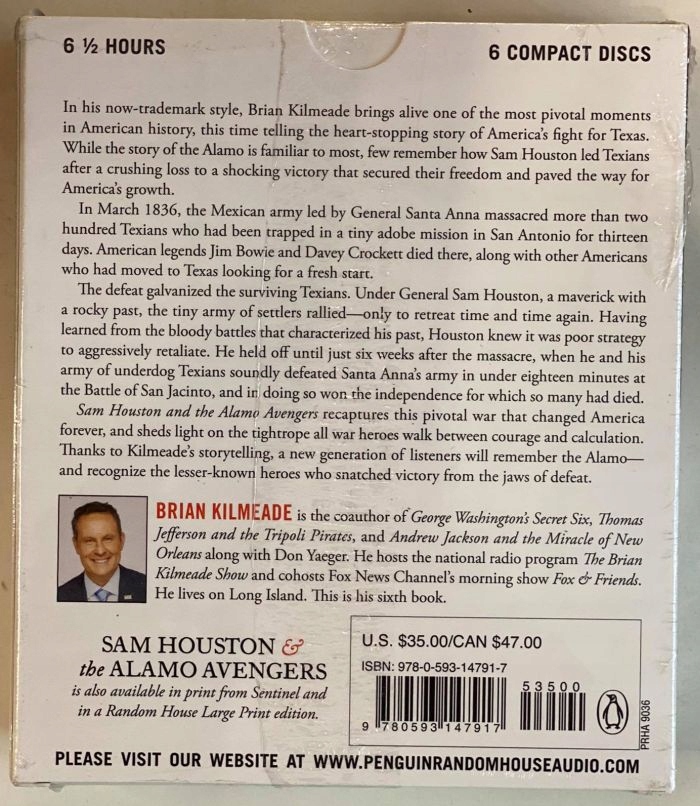 6 ½ HOURS
6 COMPACT DISCS
In his now-trademark style, Brian Kilmeade brings alive one of the most pivotal moments
in American history, this time telling the heart-stopping story of America's fight for Texas.
While the story of the Alamo is familiar to most, few remember how Sam Houston led Texians
after a crushing loss to a shocking victory that secured their freedom and paved the way for
America's growth.
In March 1836, the Mexican army led by General Santa Anna massacred more than two
hundred Texians who had been trapped in a tiny adobe mission in San Antonio for thirteen
days. American legends Jim Bowie and Davey Crockett died there, along with other Americans
who had moved to Texas looking for a fresh start.
The defeat galvanized the surviving Texians. Under General Sam Houston, a maverick with
a rocky past, the tiny army of settlers rallied—only to retreat time and time again. Having
learned from the bloody battles that characterized his past, Houston knew it was poor strategy
to aggressively retaliate. He held off until just six weeks after the massacre, when he and his
army of underdog Texians soundly defeated Santa Anna's army in under eighteen minutes at
the Battle of San Jacinto, and in doing so won the independence for which so many had died.
Sam Houston and the Alamo Avengers recaptures this pivotal war that changed America
forever, and sheds light on the tightrope all war heroes walk between courage and calculation.
Thanks to Kilmeade's storytelling, a new generation of listeners will remember the Alamo—
and recognize the lesser-known heroes who snatched victory from the jaws of defeat.
BRIAN KILMEADE is the coauthor of George Washington's Secret Six, Thomas
Jefferson and the Tripoli Pirates, and Andrew Jackson and the Miracle of New
Orleans along with Don Yaeger. He hosts the national radio program The Brian
Kilmeade Show and cohosts Fox News Channel's morning show Fox & Friends.
He lives on Long Island. This is his sixth book.
SAM HOUSTON &
the ALAMO AVENGERS
is also available in print from Sentinel and
in a Random House Large Print edition.
U.S. $35.00/CAN $47.00
ISBN: 978-0-593-14791-7
53500
9 780593 147917
PRHA 9036
PLEASE VISIT OUR WEBSITE AT WWW.PENGUINRANDOMHOUSEAUDIO.COM